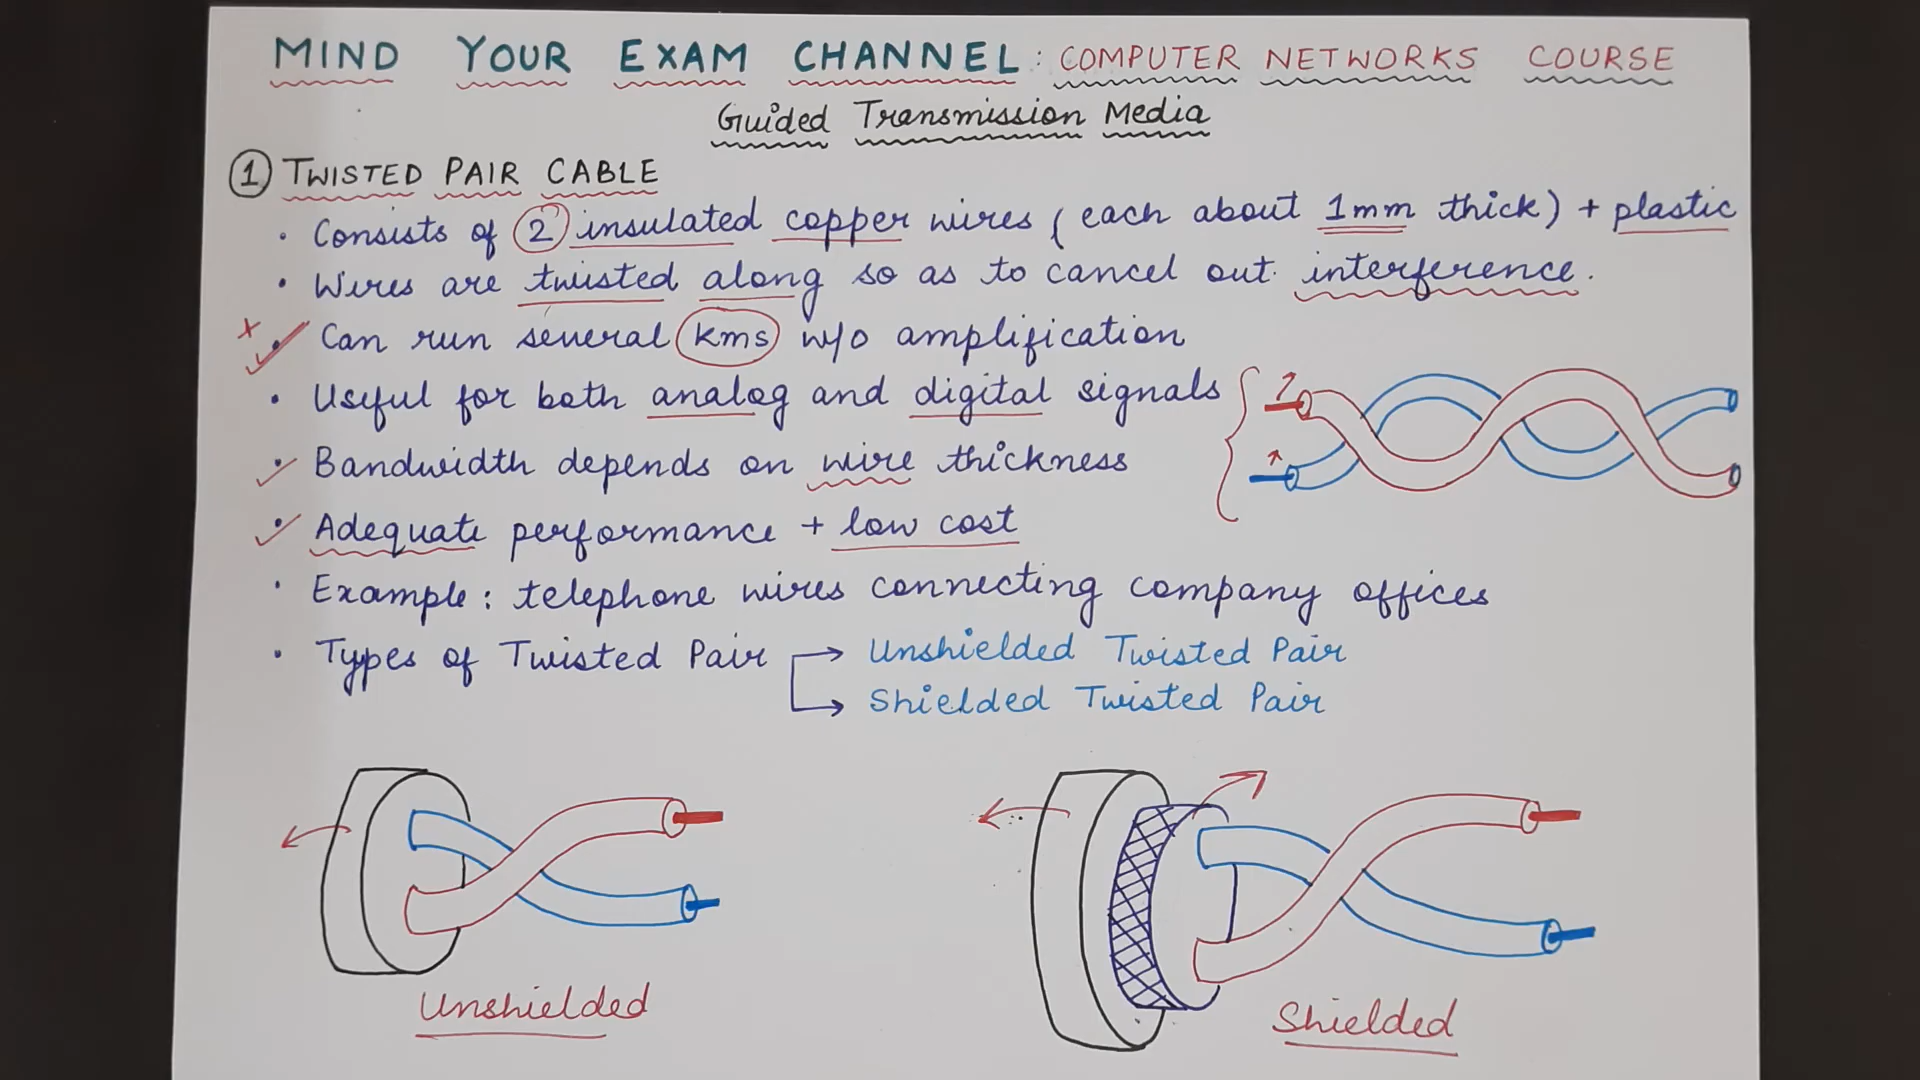 MIND YOUR EXAM CHANNEL : COMPUTER NETWORKS COURSE
Guided Transmission Media
① TWISTED PAIR CABLE
• Consists of 2 insulated copper wires (each about 1mm thick) + plastic
• Wires are twisted along so as to cancel out interference.
• Can run several kms w/o amplification
• Useful for both analog and digital signals
• Bandwidth depends on wire thickness
• Adequate performance + low cost
• Example: telephone wires connecting company offices
• Types of Twisted Pair → Unshielded Twisted Pair
→ Shielded Twisted Pair
Unshielded
Shielded